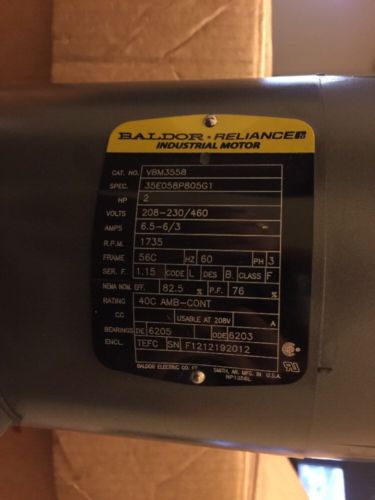 BALDOR • RELIANCE
INDUSTRIAL MOTOR
CAT. NO. VBM3558
SPEC. 35E058P805G1
HP 2
VOLTS 208-230/460
AMPS 6.5-6/3 -
R.P.M. 1735
FRAME 56C HZ 60 PH 3
SER. F. 1.15 CODE L DES B CLASS F
NEMA NOM. EFF. 82.5 % P.F. 76 %
RATING 40C AMB-CONT
CC USABLE AT 208V A
BEARINGS DE 6205 ODE 6203
ENCL. TEFC SN F1212192012
BALDOR ELECTRIC CO. FT. SMITH, AR. MFG. IN U.S.A.